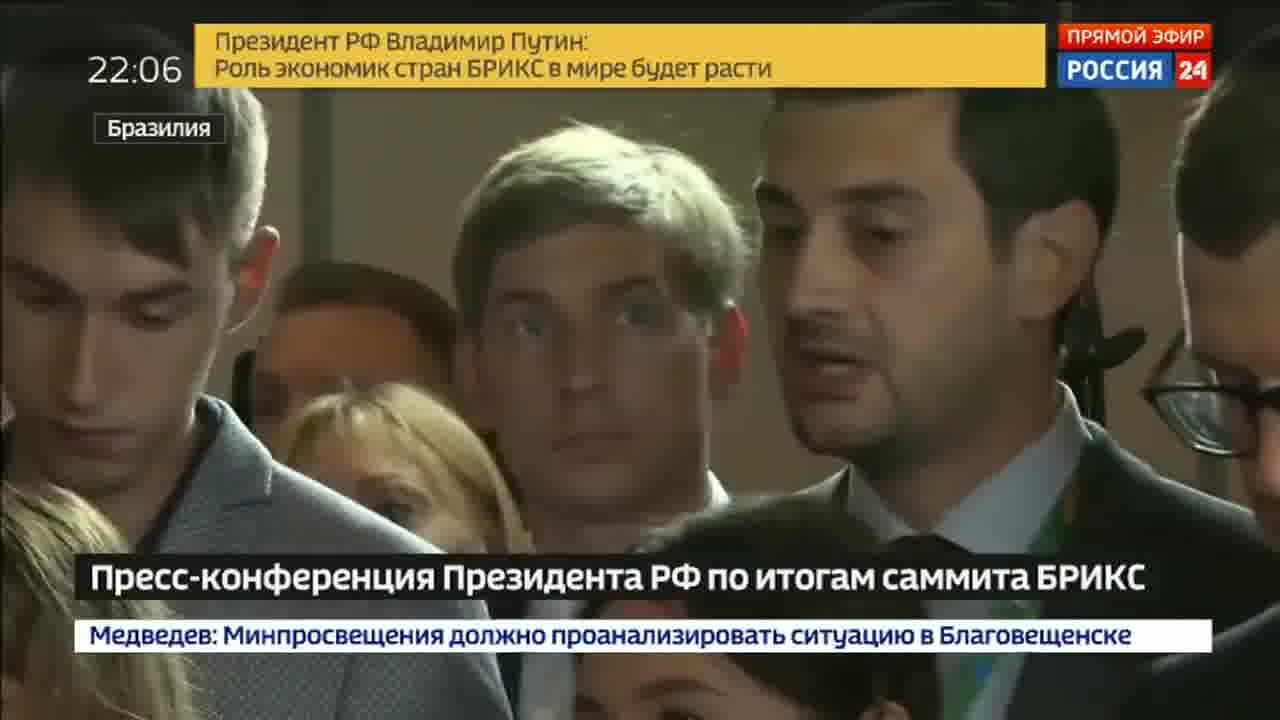 22:06
Президент РФ Владимир Путин:
Роль экономик стран БРИКС в мире будет расти
ПРЯМОЙ ЭФИР
РОССИЯ 24
Бразилия
Пресс-конференция Президента РФ по итогам саммита БРИКС
Медведев: Минпросвещения должно проанализировать ситуацию в Благовещенске